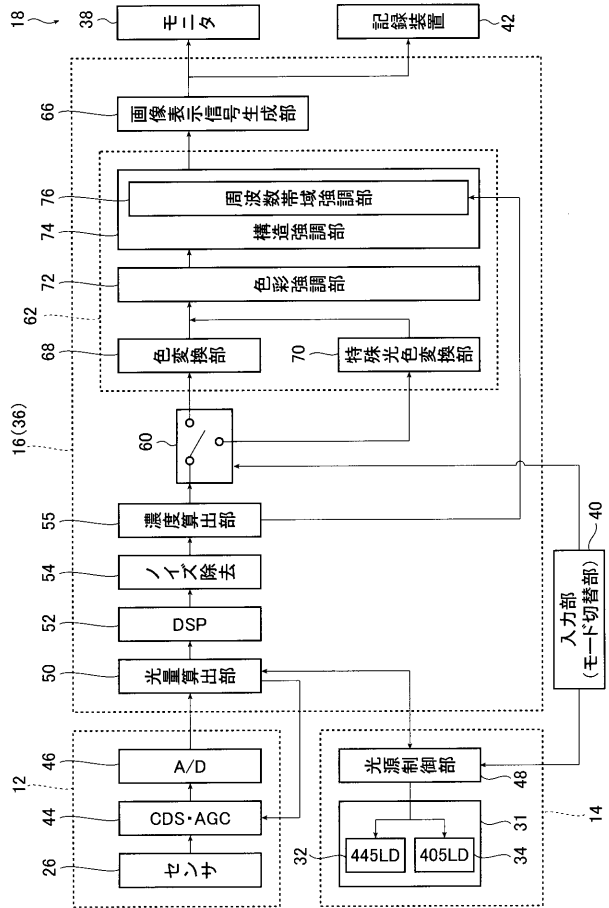 18
38
モニタ
42
記録装置
66
画像表示信号生成部
62
76
周波数帯域強調部
74
構造強調部
72
色彩強調部
68
色変換部
70
特殊光色変換部
16(36)
60
55
濃度算出部
54
ノイズ除去
52
DSP
50
光量算出部
40
入力部
(モード切替部)
12
46
A/D
44
CDS・AGC
26
センサ
14
光源制御部
48
31
32
445LD
405LD
34